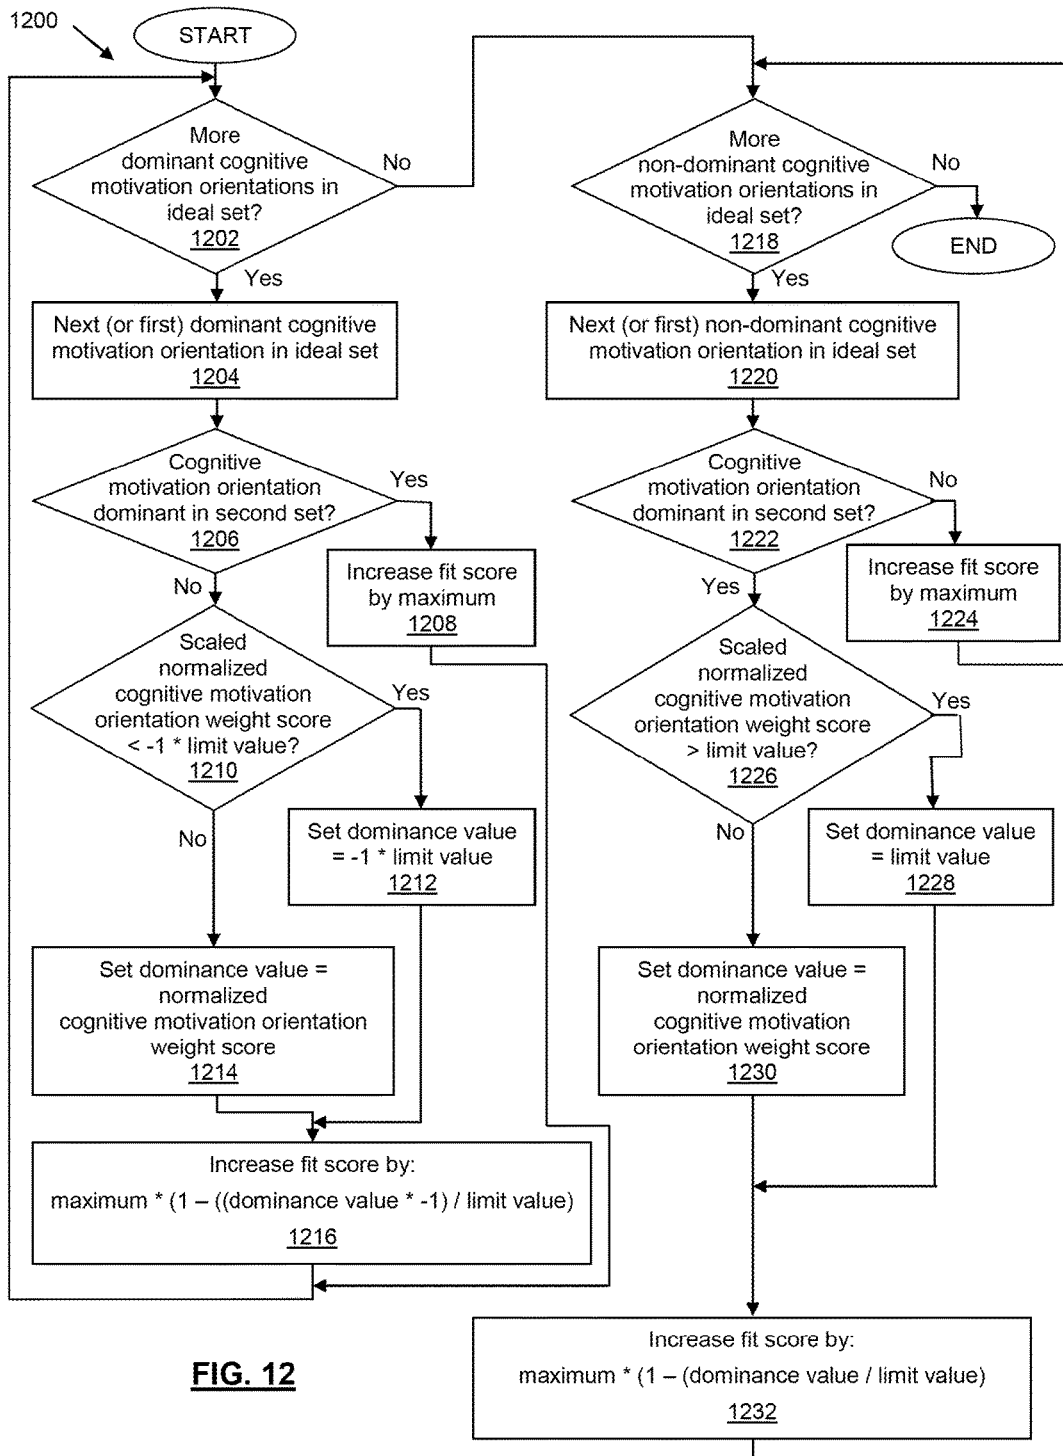 1200
START
More
dominant cognitive
motivation orientations in
ideal set?
1202
No
Yes
Next (or first) dominant cognitive
motivation orientation in ideal set
1204
Cognitive
motivation orientation
dominant in second set?
1206
Yes
No
Increase fit score
by maximum
1208
Scaled
normalized
cognitive motivation
orientation weight score
< -1 * limit value?
1210
Yes
No
Set dominance value
= -1 * limit value
1212
Set dominance value =
normalized
cognitive motivation orientation
weight score
1214
Increase fit score by:
maximum * (1 – ((dominance value * -1) / limit value)
1216
More
non-dominant cognitive
motivation orientations in
ideal set?
1218
No
END
Yes
Next (or first) non-dominant cognitive
motivation orientation in ideal set
1220
Cognitive
motivation orientation
dominant in second set?
1222
No
Yes
Increase fit score
by maximum
1224
Scaled
normalized
cognitive motivation
orientation weight score
> limit value?
1226
Yes
No
Set dominance value
= limit value
1228
Set dominance value =
normalized
cognitive motivation
orientation weight score
1230
Increase fit score by:
maximum * (1 – (dominance value / limit value)
1232
FIG. 12